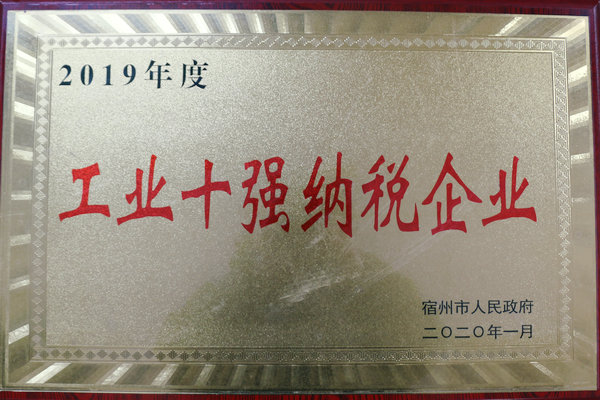 2019年度
工业十强纳税企业
宿州市人民政府
二〇二〇年一月